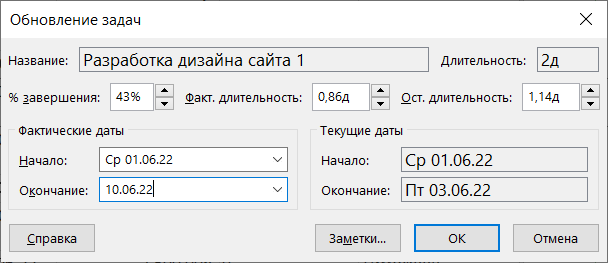 Обновление задач
Название: Разработка дизайна сайта 1 Длительность: 2д
% завершения: 43% Факт. длительность: 0,86д Ост. длительность: 1,14д
Фактические даты Текущие даты
Начало: Ср 01.06.22 Начало: Ср 01.06.22
Окончание: 10.06.22 Окончание: Пт 03.06.22
Справка Заметки... ОК Отмена